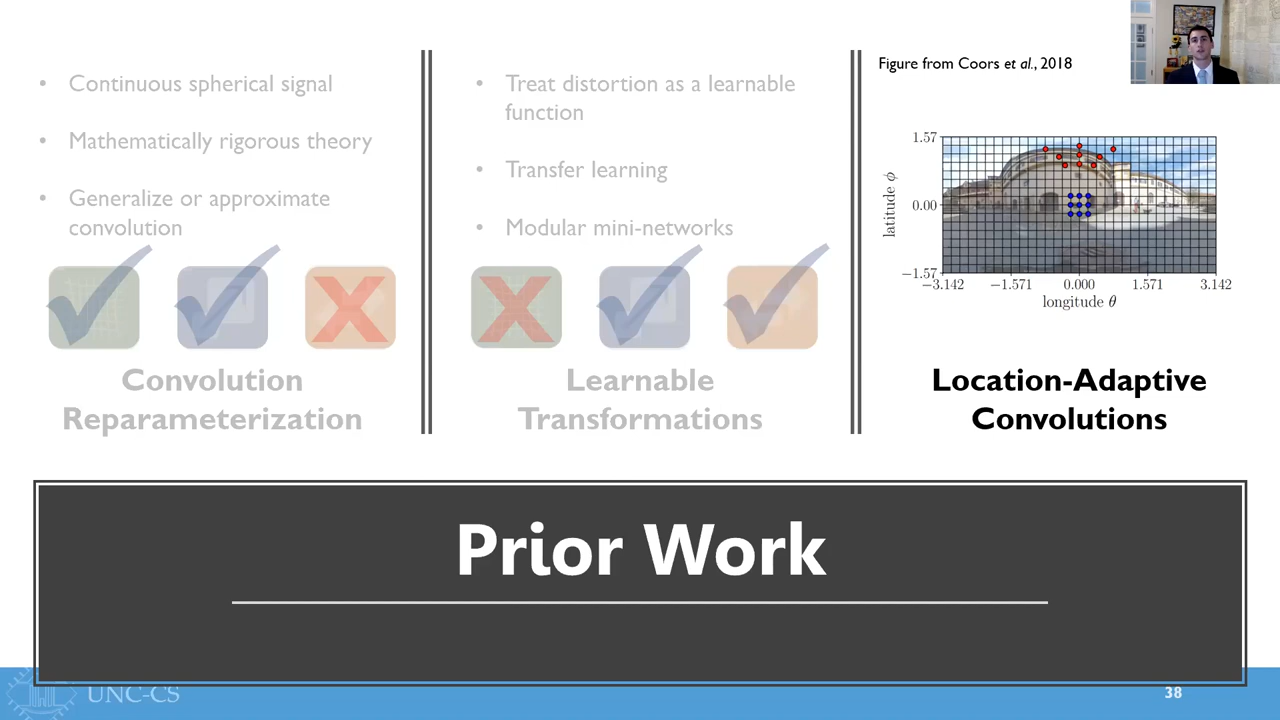 • Continuous spherical signal
• Mathematically rigorous theory
• Generalize or approximate
convolution
Convolution
Reparameterization
• Treat distortion as a learnable
function
• Transfer learning
• Modular mini-networks
Learnable
Transformations
Figure from Coors et al., 2018
1.57
0.00
−1.57
latitude ϕ
−3.142 −1.571 0.000 1.571 3.142
longitude θ
Location-Adaptive
Convolutions
Prior Work
UNC-CS
38